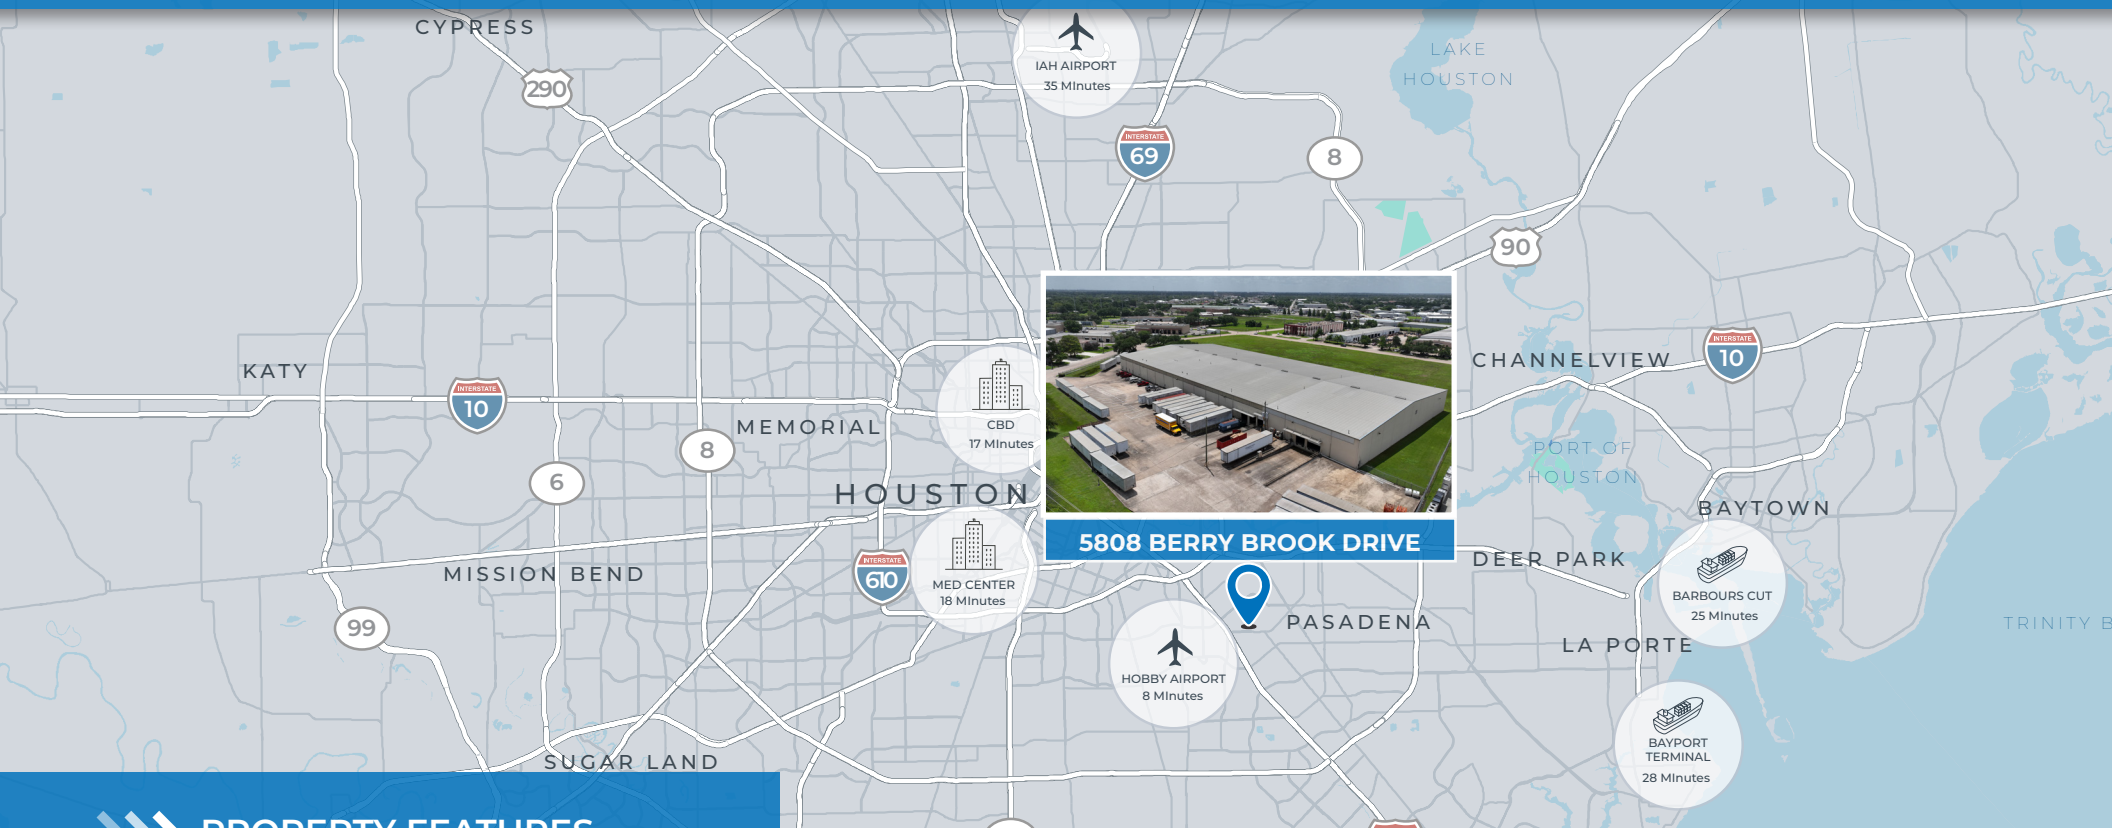 CYPRESS
290
IAH AIRPORT
35 MInutes
LAKE
HOUSTON
INTERSTATE
69
8
90
KATY
INTERSTATE
10
MEMORIAL
8
6
CBD
17 MInutes
HOUSTON
CHANNELVIEW
INTERSTATE
10
PORT OF
HOUSTON
BAYTOWN
5808 BERRY BROOK DRIVE
MISSION BEND
INTERSTATE
610
MED CENTER
18 MInutes
DEER PARK
BARBOURS CUT
25 MInutes
99
PASADENA
LA PORTE
TRINITY B
HOBBY AIRPORT
8 MInutes
BAYPORT
TERMINAL
28 MInutes
SUGAR LAND
PROPERTY FEATURES